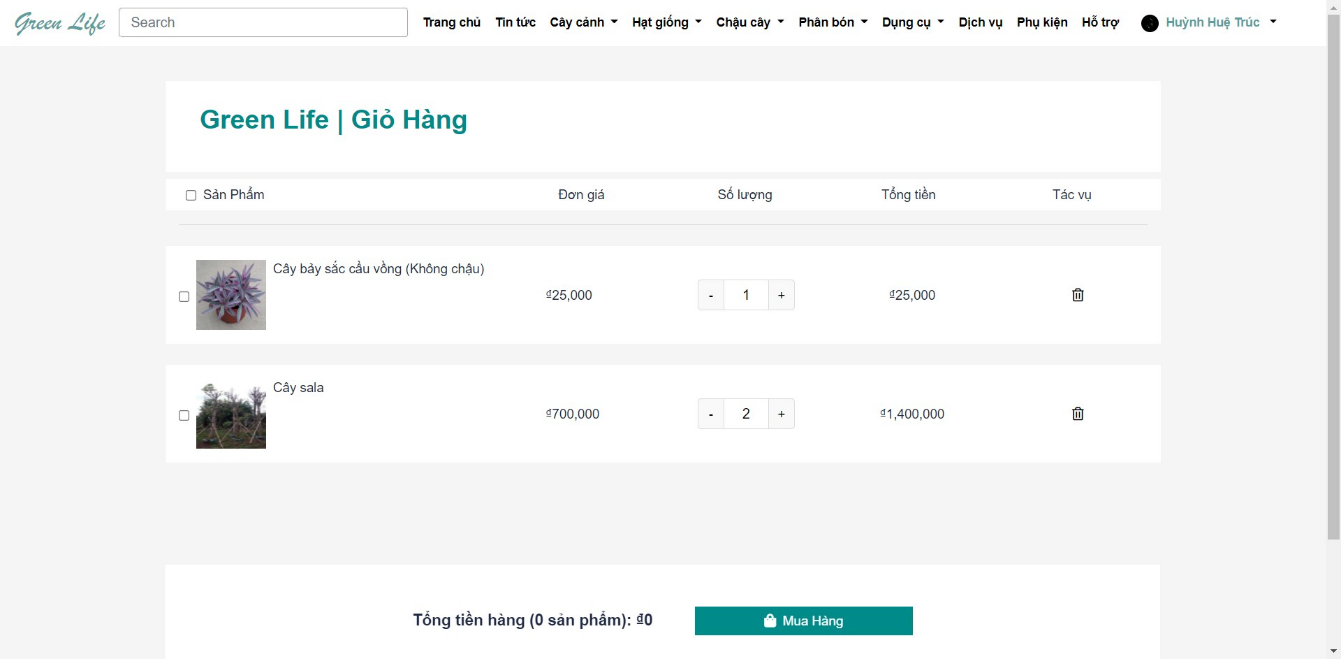 Green Life Search Trang chủ Tin tức Cây cảnh Hạt giống Chậu cây Phân bón Dụng cụ Dịch vụ Phụ kiện Hỗ trợ Huỳnh Huệ Trúc
Green Life | Giỏ Hàng
Sản Phẩm Đơn giá Số lượng Tổng tiền Tác vụ
Cây bảy sắc cầu vồng (Không chậu)
₫25,000 - 1 + ₫25,000
Cây sala
₫700,000 - 2 + ₫1,400,000
Tổng tiền hàng (0 sản phẩm): ₫0 Mua Hàng